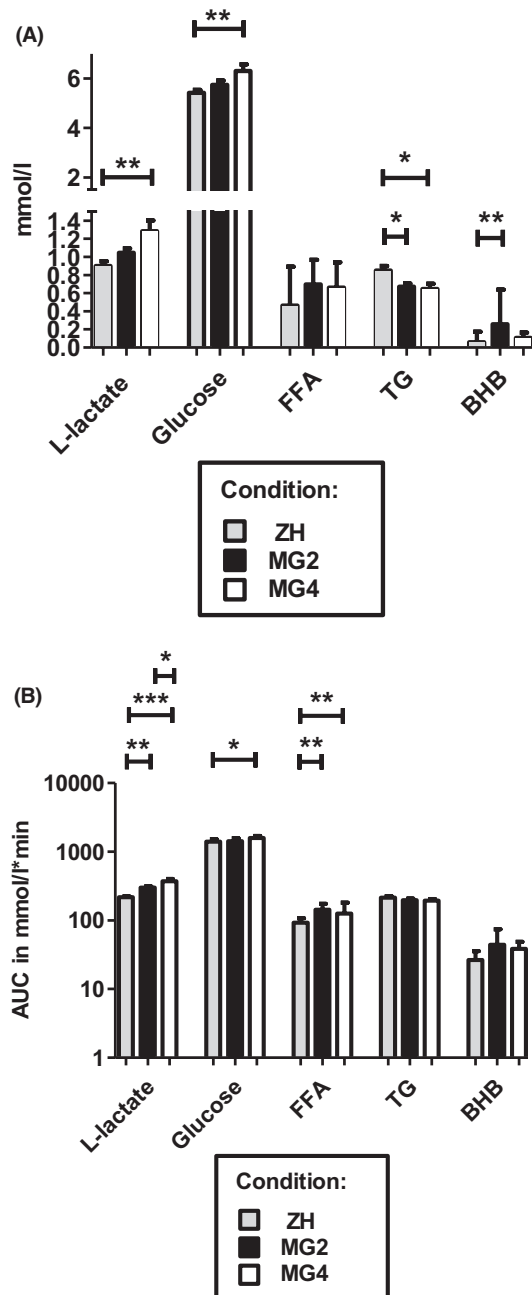 (A)
**
6
4
2
**
*
*
**
mmol/l
1.4
1.2
1.0
0.8
0.6
0.4
0.2
0.0
L-lactate
Glucose
FFA
TG
BHB
Condition:
ZH
MG2
MG4
(B)
*
***
**
*
**
**
AUC in mmol/l*min
10000
1000
100
10
1
L-lactate
Glucose
FFA
TG
BHB
Condition:
ZH
MG2
MG4